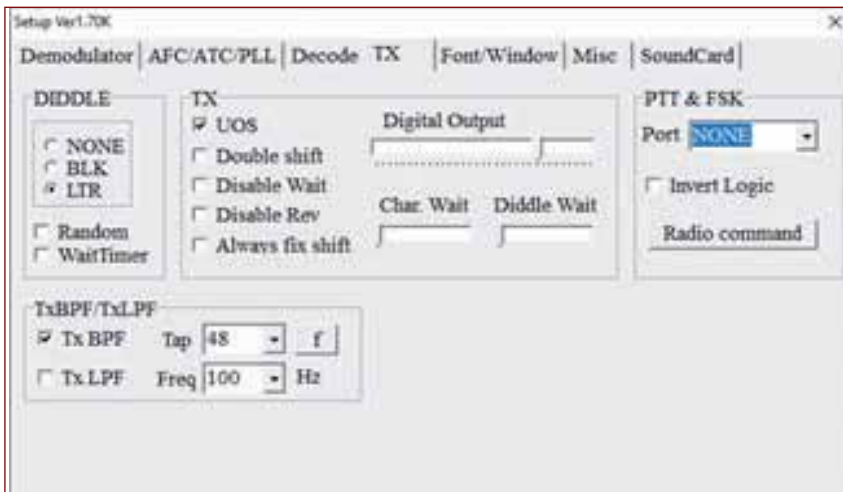 Setup Ver1.70K
Demodulator AFC/ATC/PLL Decode TX Font/Window Misc SoundCard
DIDDLE
NONE
BLK
LTR
Random
WaitTimer
TX
UOS
Double shift
Disable Wait
Disable Rev
Always fix shift
Digital Output
Char. Wait Diddle Wait
PTT & FSK
Port NONE
Invert Logic
Radio command
TxBPF/TxLPF
Tx BPF Tap 48 f
Tx LPF Freq 100 Hz